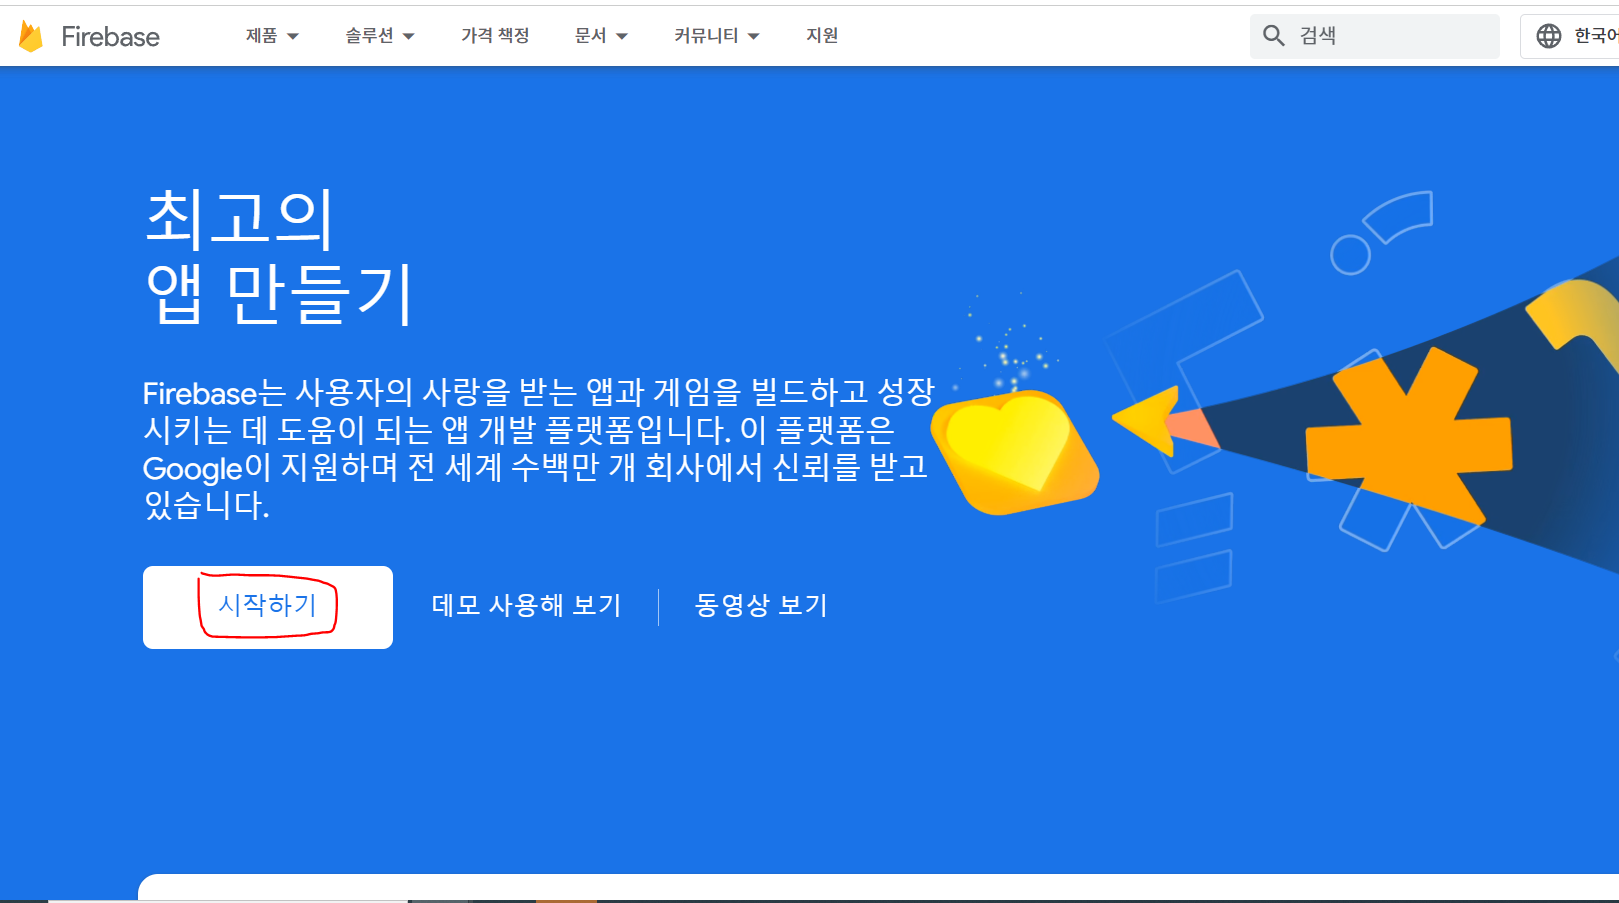 Firebase 제품 솔루션 가격 책정 문서 커뮤니티 지원 검색 한국어
최고의
앱 만들기
Firebase는 사용자의 사랑을 받는 앱과 게임을 빌드하고 성장
시키는 데 도움이 되는 앱 개발 플랫폼입니다. 이 플랫폼은
Google이 지원하며 전 세계 수백만 개 회사에서 신뢰를 받고
있습니다.
시작하기 데모 사용해 보기 동영상 보기